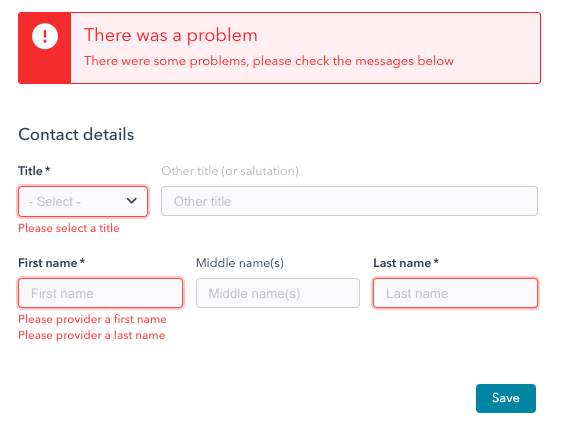 There was a problem
There were some problems, please check the messages below
Contact details
Title *
Other title (or salutation)
- Select -
Other title
Please select a title
First name *
Middle name(s)
Last name *
First name
Middle name(s)
Last name
Please provider a first name
Please provider a last name
Save